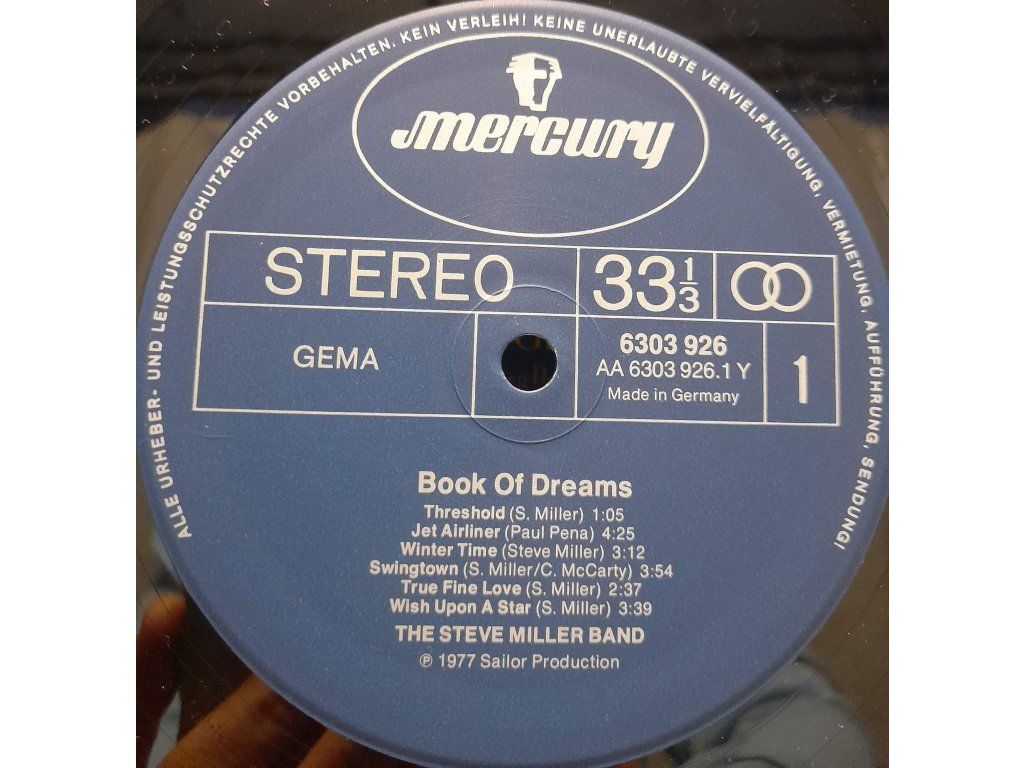 ALLE URHEBER- UND LEISTUNGSSCHUTZRECHTE VORBEHALTEN. KEIN VERLEIH! KEINE UNERLAUBTE VERVIELFÄLTIGUNG, VERMIETUNG, AUFFÜHRUNG, SENDUNG!
mercury
STEREO
33 1/3
GEMA
6303 926
AA 6303 926.1 Y
Made in Germany
1
Book Of Dreams
Threshold (S. Miller) 1:05
Jet Airliner (Paul Pena) 4:25
Winter Time (Steve Miller) 3:12
Swingtown (S. Miller/C. McCarty) 3:54
True Fine Love (S. Miller) 2:37
Wish Upon A Star (S. Miller) 3:39
THE STEVE MILLER BAND
℗ 1977 Sailor Production